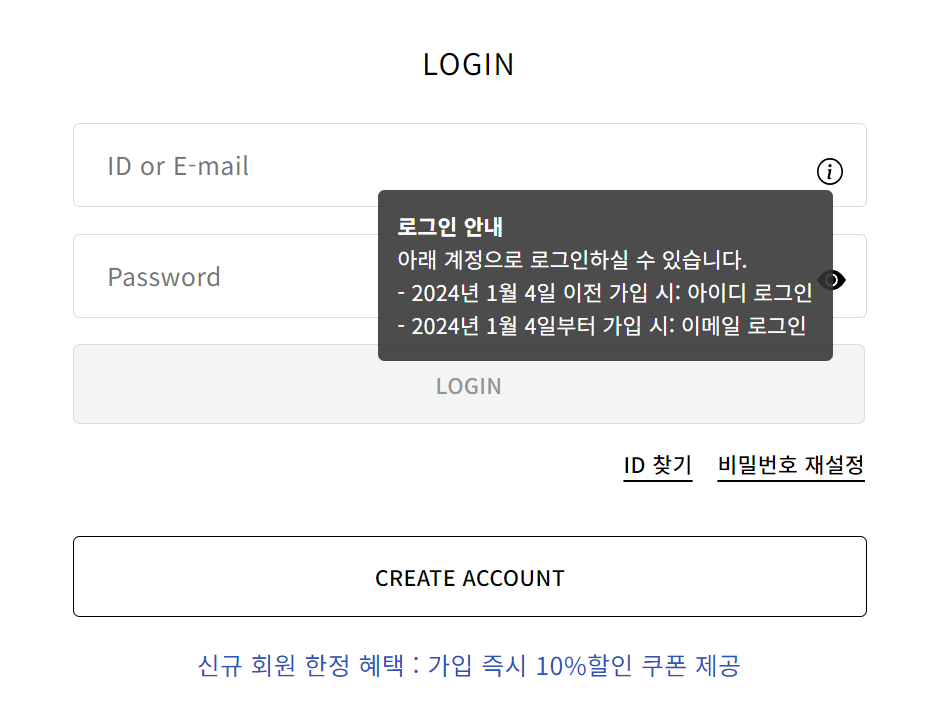 LOGIN
ID or E-mail
로그인 안내
아래 계정으로 로그인하실 수 있습니다.
Password
- 2024년 1월 4일 이전 가입 시: 아이디 로그인
- 2024년 1월 4일부터 가입 시: 이메일 로그인
LOGIN
ID 찾기 비밀번호 재설정
CREATE ACCOUNT
신규 회원 한정 혜택 : 가입 즉시 10%할인 쿠폰 제공